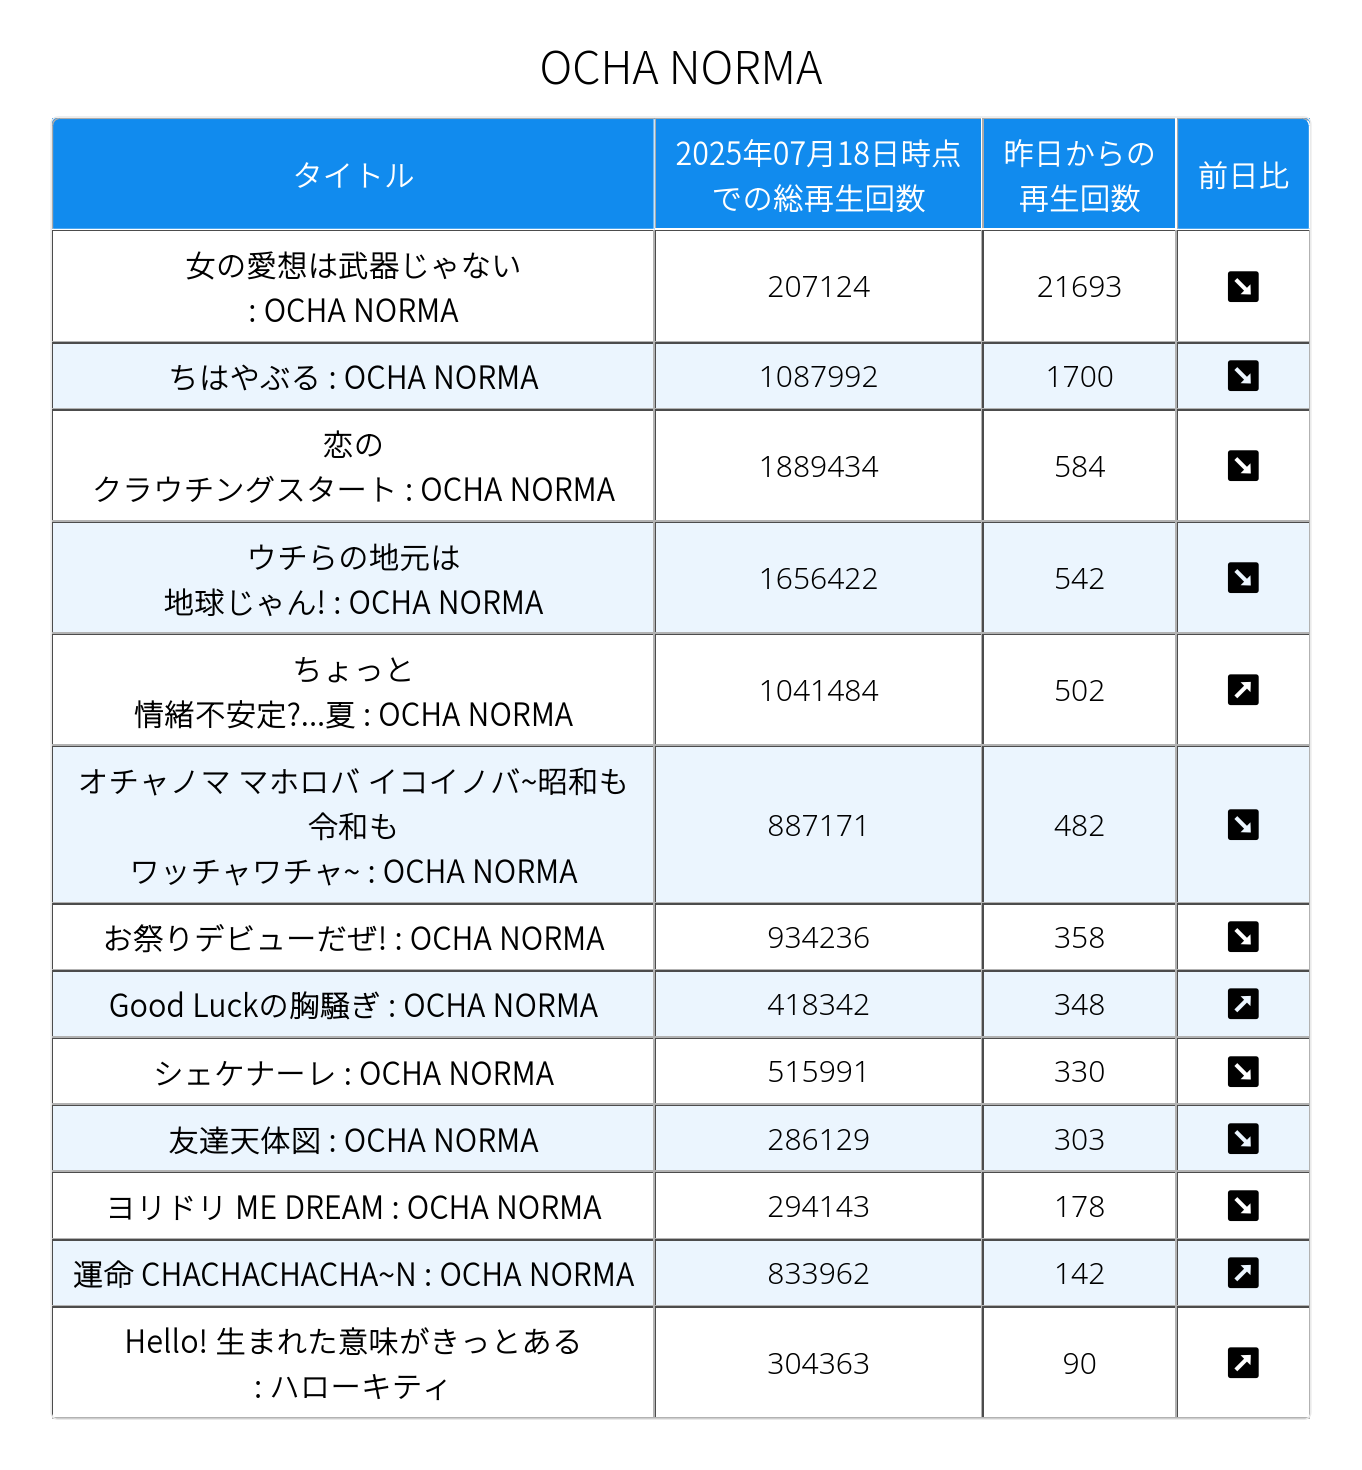 OCHA NORMA
タイトル
2025年07月18日時点
での総再生回数
昨日からの
再生回数
前日比
女の愛想は武器じゃない
: OCHA NORMA
207124
21693
ちはやぶる : OCHA NORMA
1087992
1700
恋の
クラウチングスタート : OCHA NORMA
1889434
584
ウチらの地元は
地球じゃん! : OCHA NORMA
1656422
542
ちょっと
情緒不安定?...夏 : OCHA NORMA
1041484
502
オチャノマ マホロバ イコイノバ~昭和も
令和も
ワッチャワチャ~ : OCHA NORMA
887171
482
お祭りデビューだぜ! : OCHA NORMA
934236
358
Good Luckの胸騒ぎ : OCHA NORMA
418342
348
シェケナーレ : OCHA NORMA
515991
330
友達天体図 : OCHA NORMA
286129
303
ヨリドリ ME DREAM : OCHA NORMA
294143
178
運命 CHACHACHACHA~N : OCHA NORMA
833962
142
Hello! 生まれた意味がきっとある
: ハローキティ
304363
90